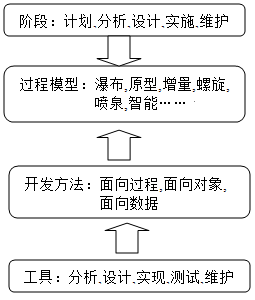 阶段：计划,分析,设计,实施,维护
过程模型：瀑布,原型,增量,螺旋,
喷泉,智能……
开发方法：面向过程,面向对象,
面向数据
工具：分析,设计,实现,测试,维护